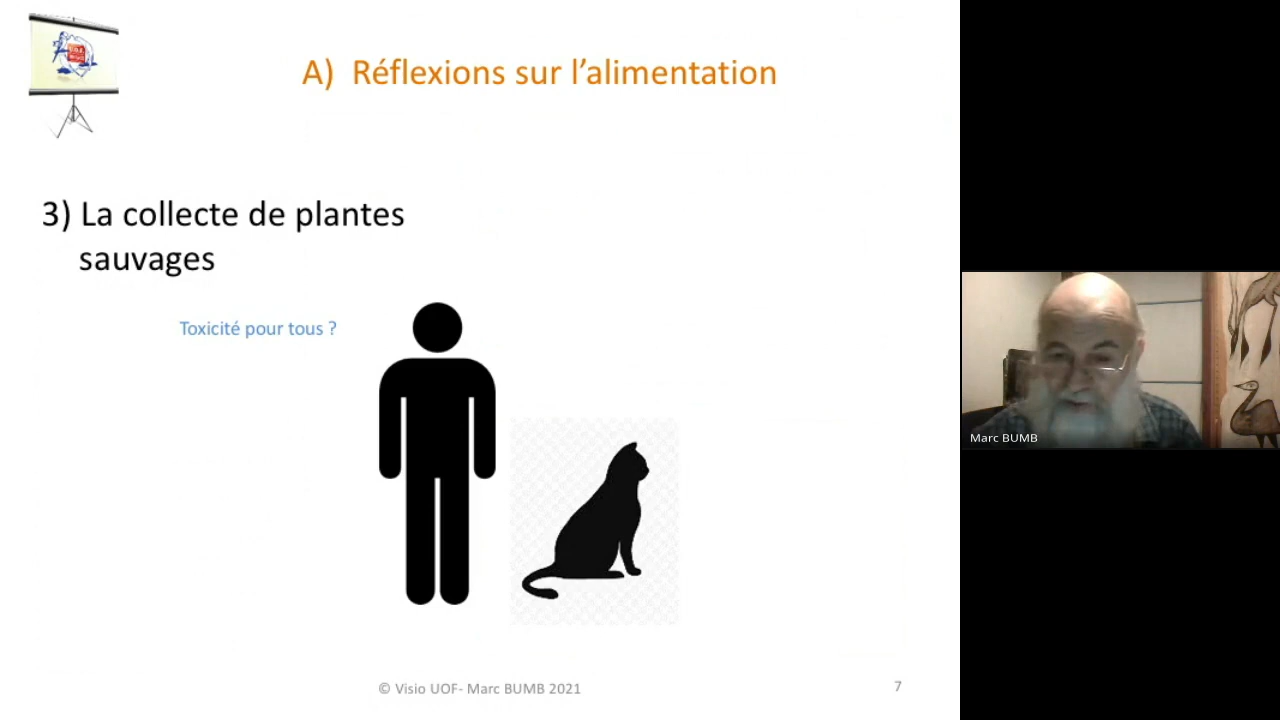 A) Réflexions sur l’alimentation
3) La collecte de plantes
sauvages
Toxicité pour tous ?
Marc BUMB
© Visio UOF- Marc BUMB 2021
7